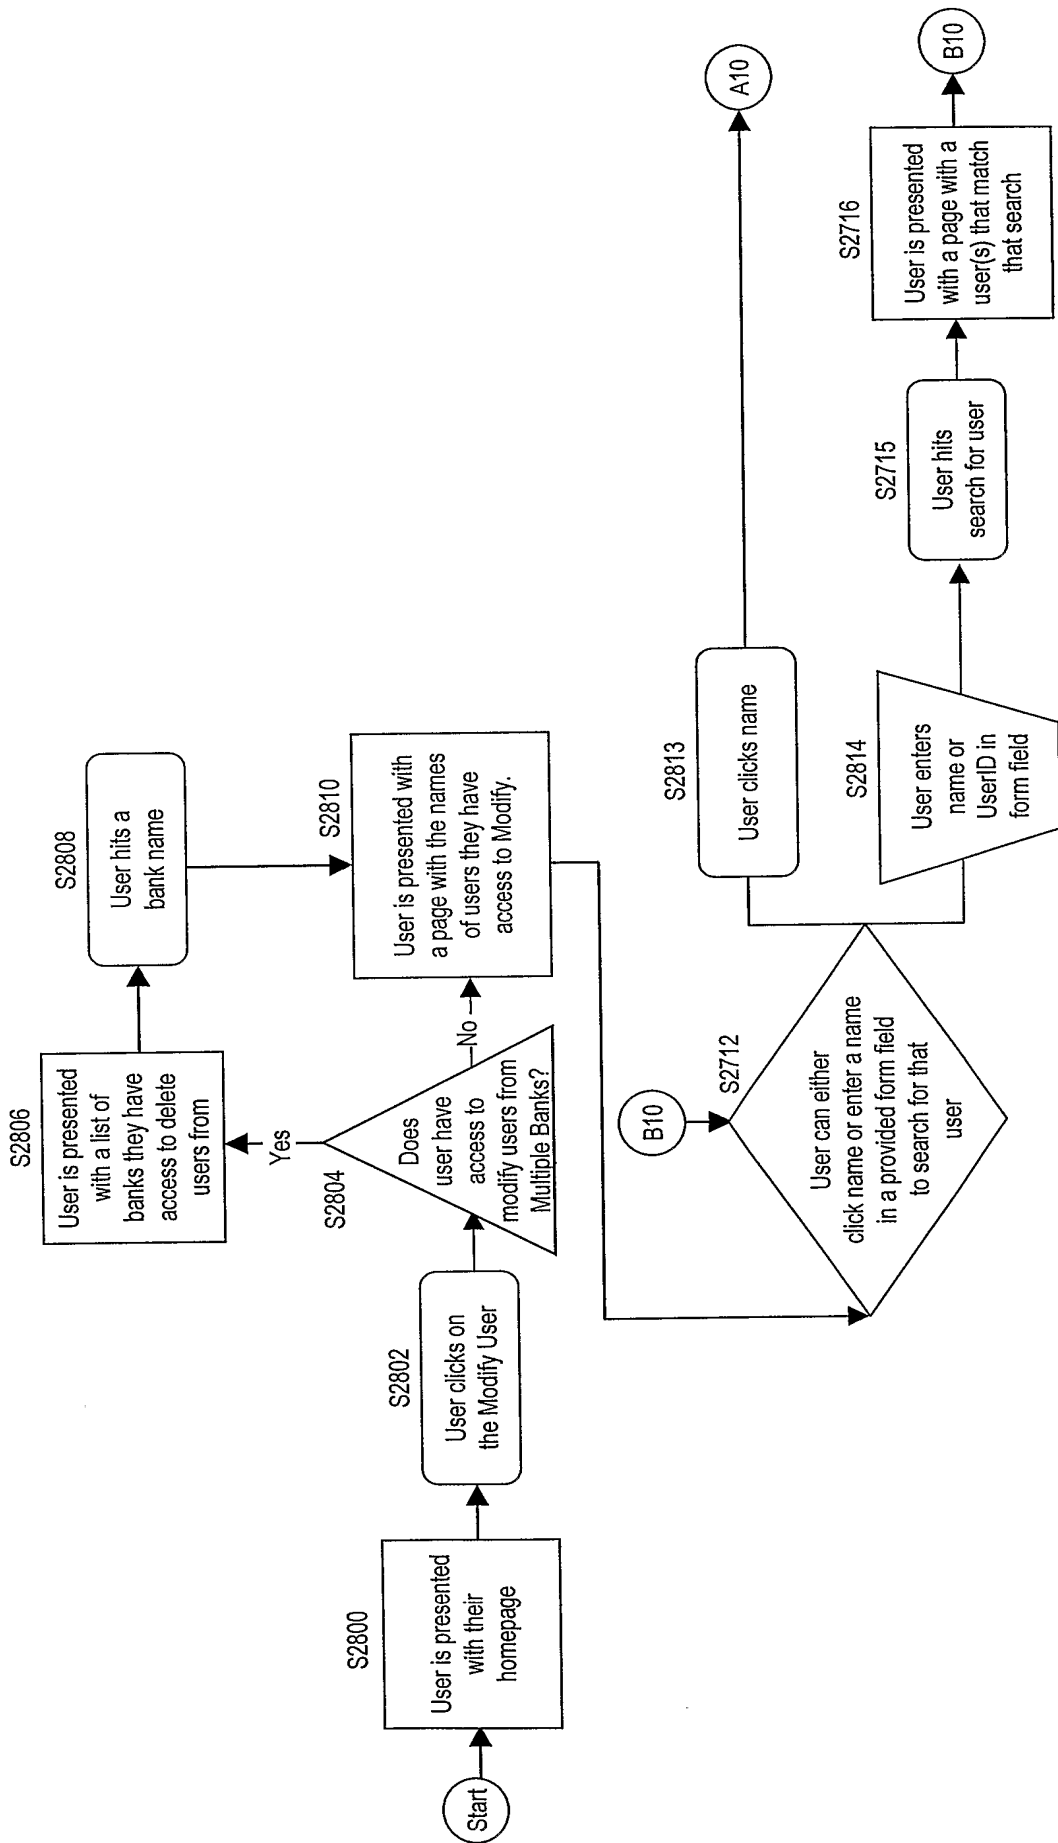 Start
S2800
User is presented
with their
homepage
S2802
User clicks on
the Modify User
S2804
Does
user have
access to
modify users from
Multiple Banks?
Yes
No
S2806
User is presented
with a list of
banks they have
access to delete
users from
S2808
User hits a
bank name
S2810
User is presented with
a page with the names
of users they have
access to Modify.
B10
S2712
User can either
click name or enter a name
in a provided form field
to search for that
user
S2813
User clicks name
A10
S2814
User enters
name or
UserID in
form field
S2715
User hits
search for user
S2716
User is presented
with a page with a
user(s) that match
that search
B10